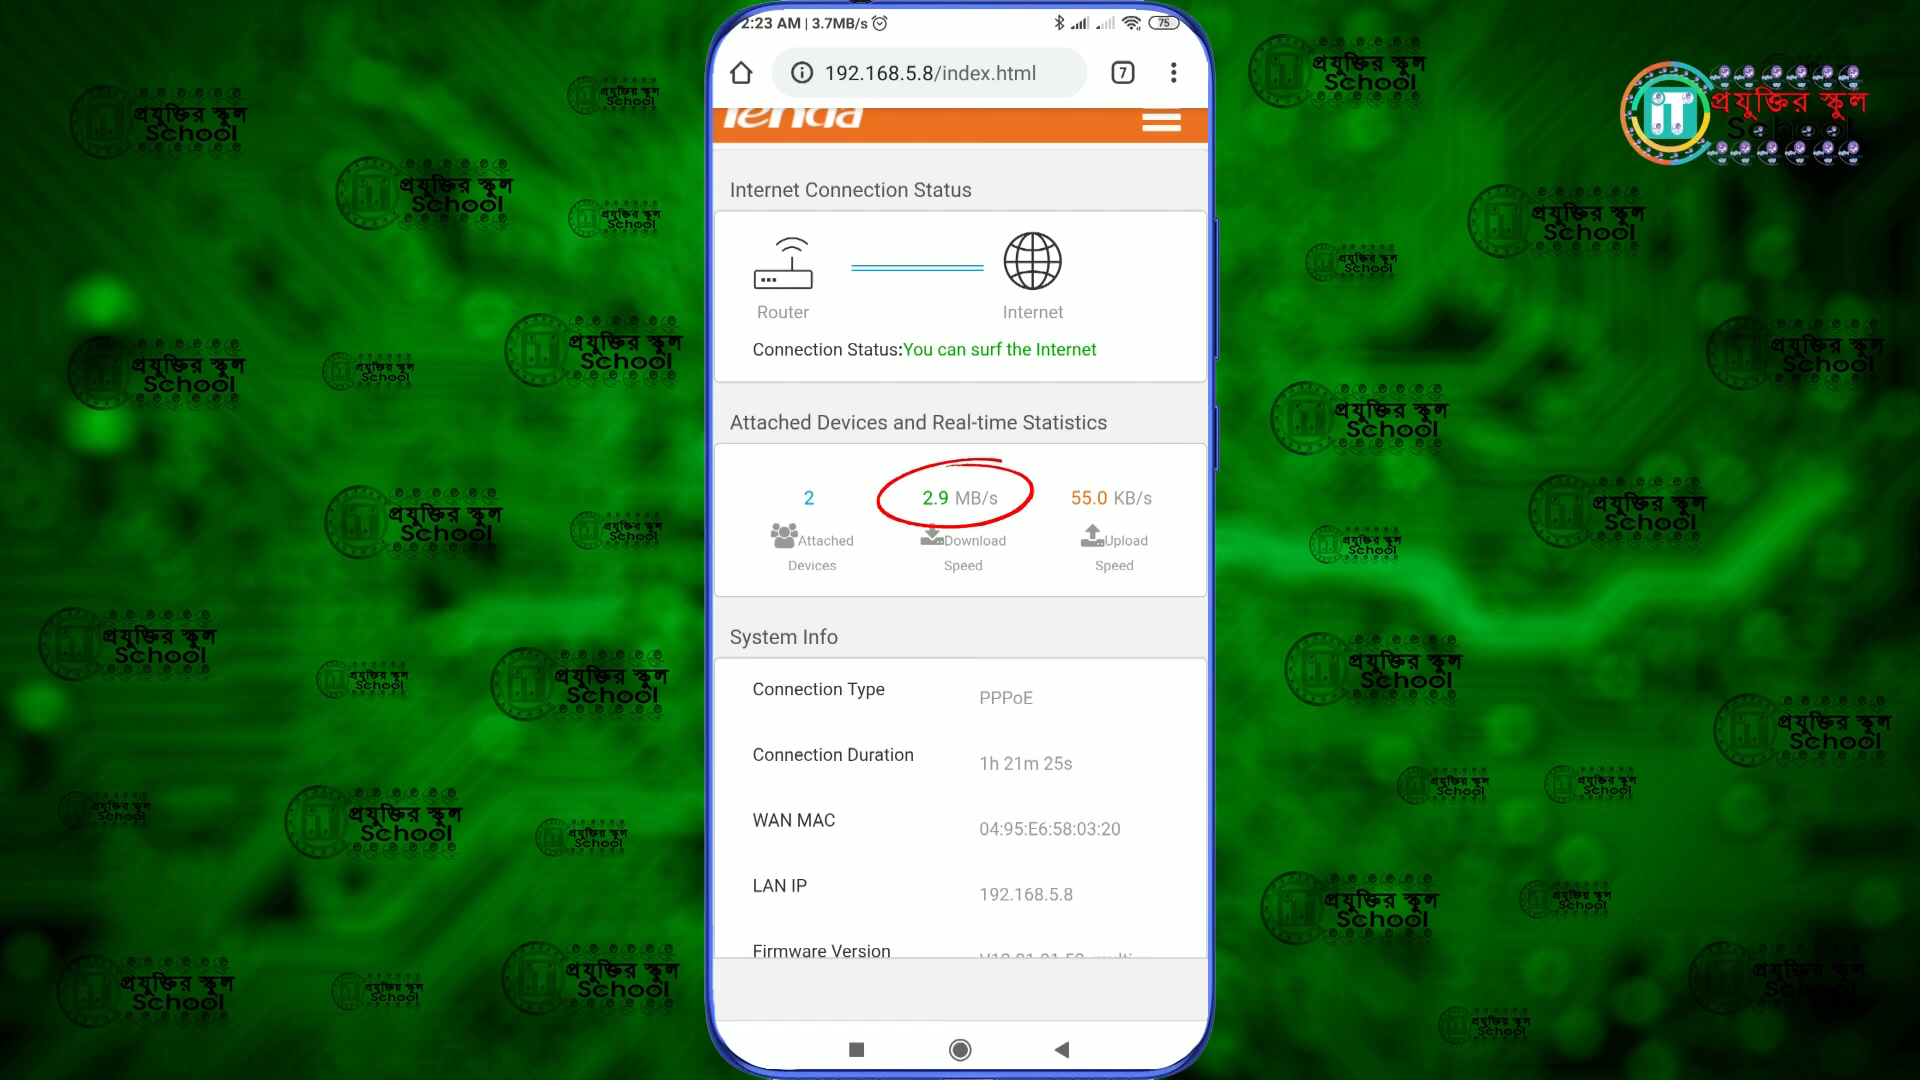 2:23 AM | 3.7MB/s
75
192.168.5.8/index.html
7
Tenda
Internet Connection Status
Router
Internet
Connection Status:You can surf the Internet
Attached Devices and Real-time Statistics
2
2.9 MB/s
55.0 KB/s
Attached Devices
Download Speed
Upload Speed
System Info
Connection Type
PPPoE
Connection Duration
1h 21m 25s
WAN MAC
04:95:E6:58:03:20
LAN IP
192.168.5.8
Firmware Version
iT
প্রযুক্তির স্কুল
School